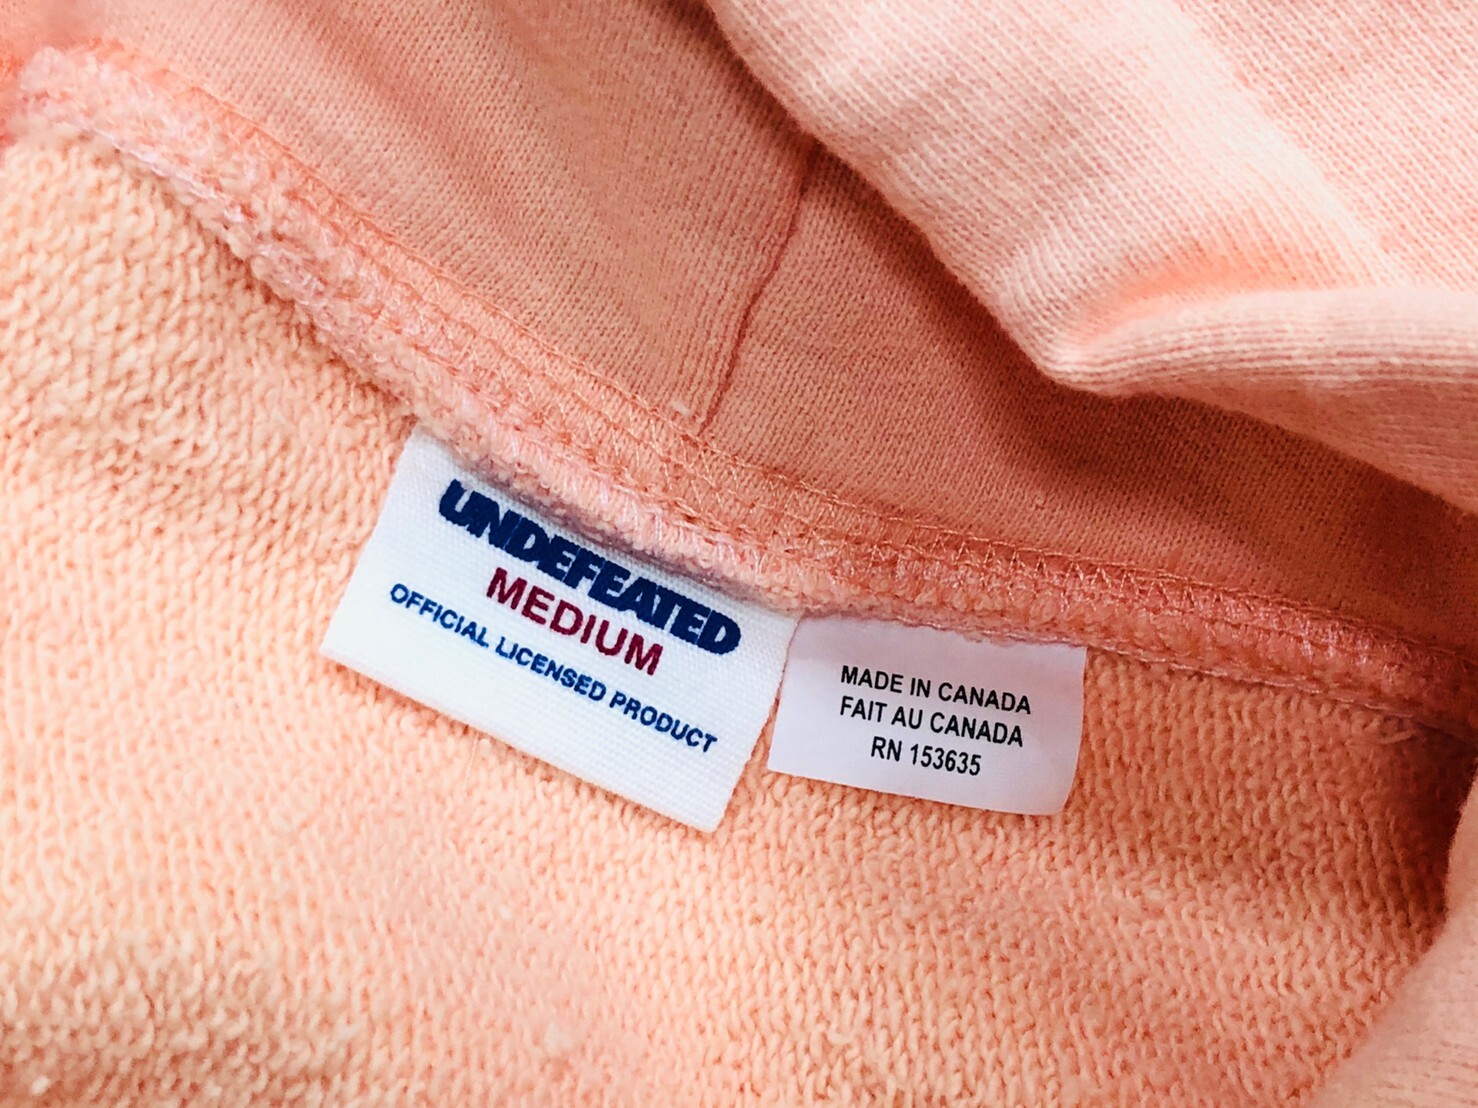 UNDEFEATED
MEDIUM
OFFICIAL LICENSED PRODUCT
MADE IN CANADA
FAIT AU CANADA
RN 153635